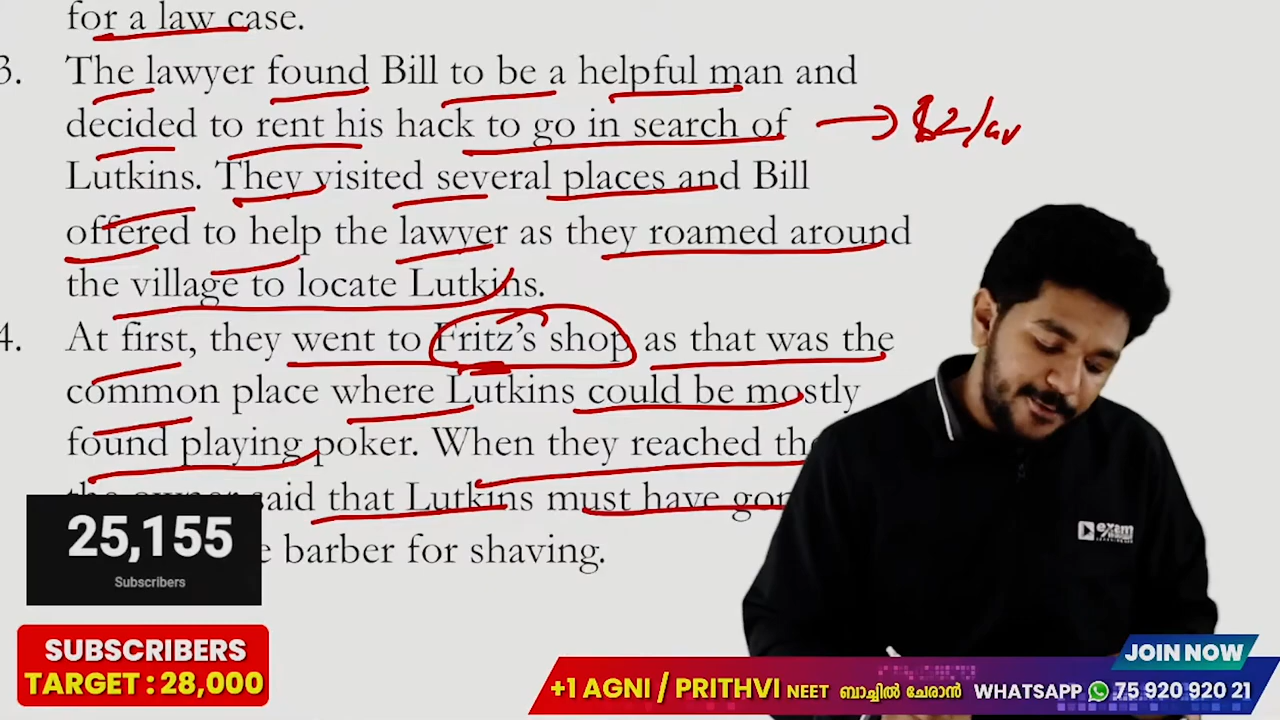 for a law case.
3. The lawyer found Bill to be a helpful man and
decided to rent his hack to go in search of → $2/
Lutkins. They visited several places and Bill
offered to help the lawyer as they roamed around
the village to locate Lutkins.
4. At first, they went to Fritz’s shop as that was the
common place where Lutkins could be mostly
found playing poker. When they reached
the owner said that Lutkins must have
barber for shaving.
25,155
Subscribers
SUBSCRIBERS
TARGET : 28,000
exam
JOIN NOW
+1 AGNI / PRITHVI NEET ബാച്ചിൽ ചേരാൻ WHATSAPP 75 920 920 21